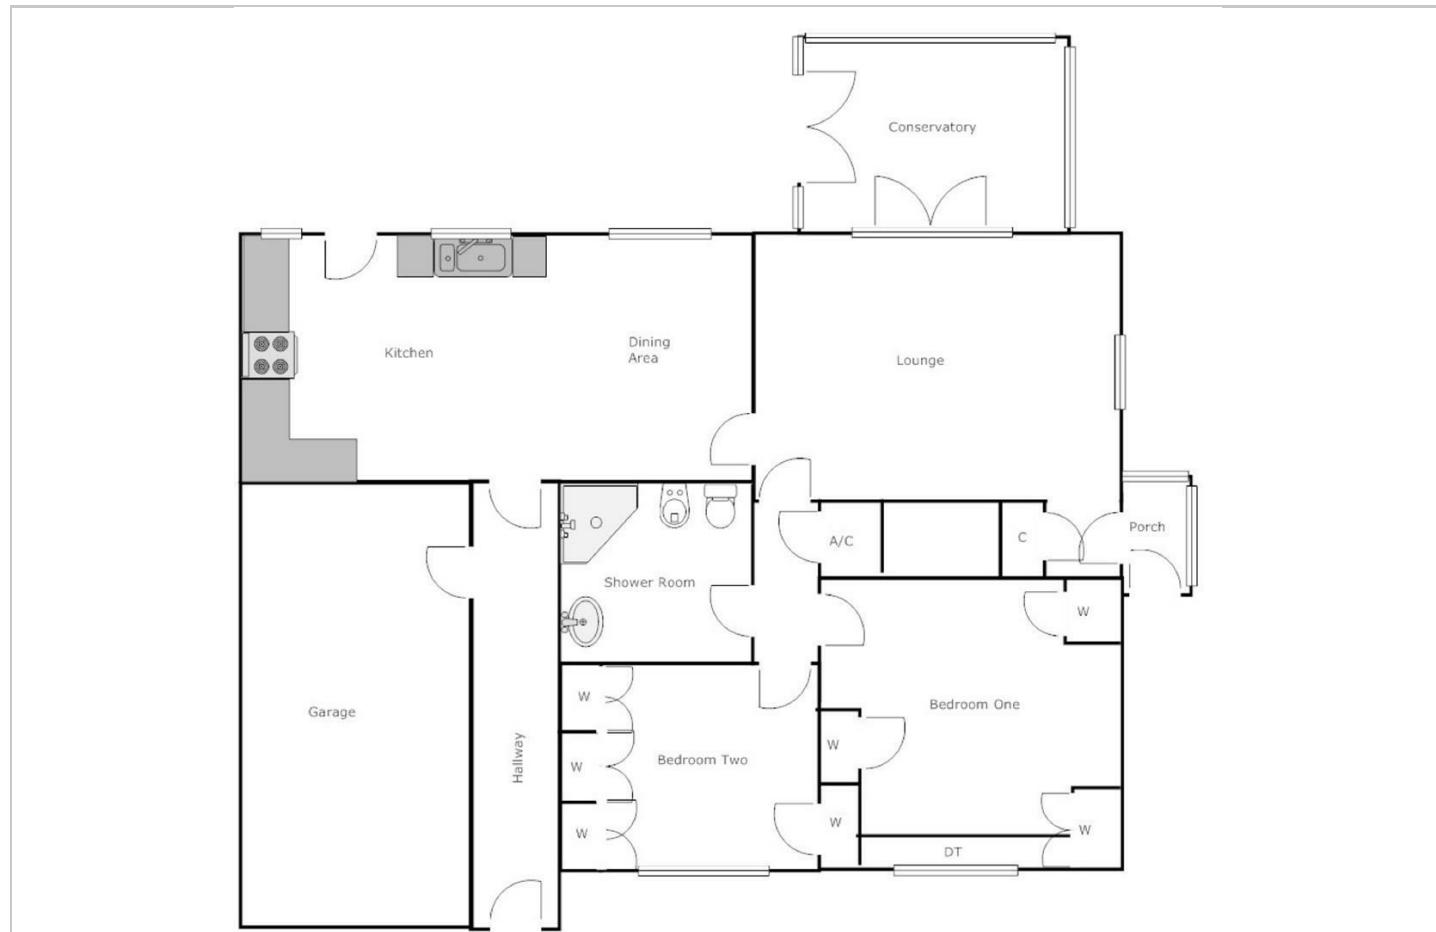 Conservatory
Kitchen
Dining
Area
Lounge
A/C
C
Porch
Shower Room
W
Garage
Hallway
W
W
W
Bedroom Two
Bedroom One
W
W
W
DT